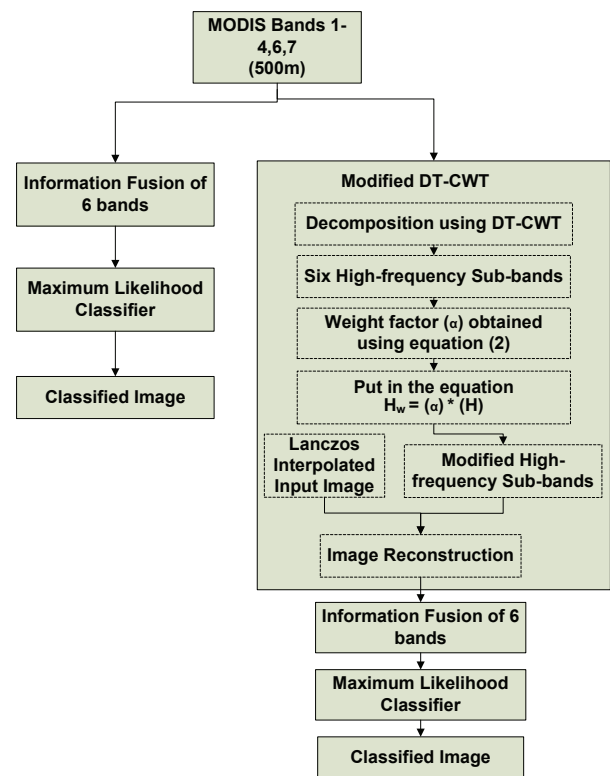 MODIS Bands 1-
4,6,7
(500m)
Information Fusion of
6 bands
Maximum Likelihood
Classifier
Classified Image
Modified DT-CWT
Decomposition using DT-CWT
Six High-frequency Sub-bands
Weight factor (α) obtained
using equation (2)
Put in the equation
Hw = (α) * (H)
Lanczos
Interpolated
Input Image
Modified High-
frequency Sub-bands
Image Reconstruction
Information Fusion of 6
bands
Maximum Likelihood
Classifier
Classified Image